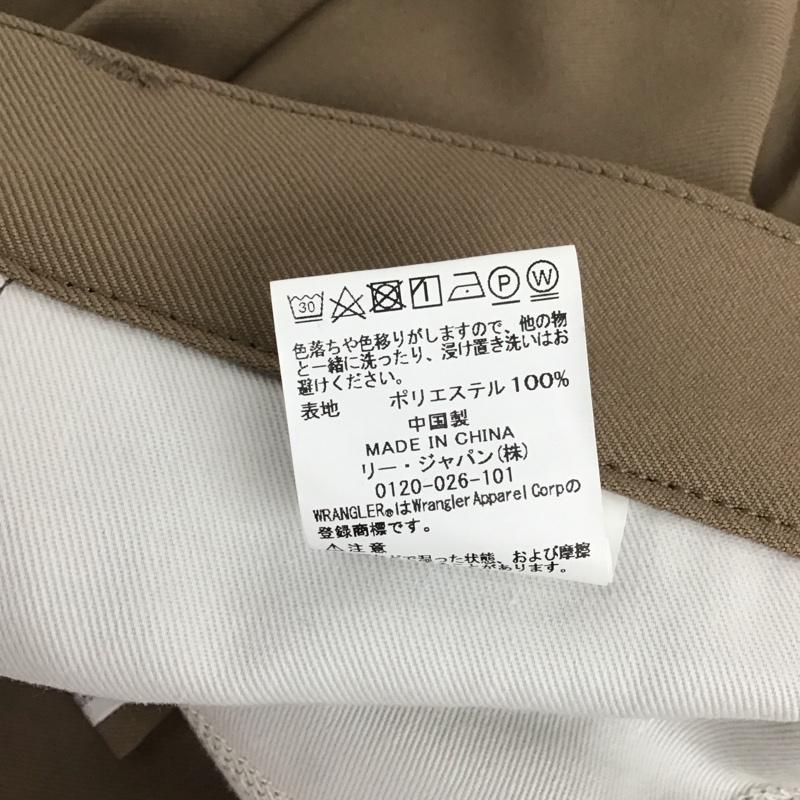 30 P W
色落ちや色移りがしますので、他の物
と一緒に洗ったり、浸け置き洗いはお
避けください。
表地 ポリエステル 100%
中国製
MADE IN CHINA
リー・ジャパン(株)
0120-026-101
WRANGLER®はWrangler Apparel Corpの
登録商標です。
⚠ 注意
で湿った状態、および摩擦
とがあります。